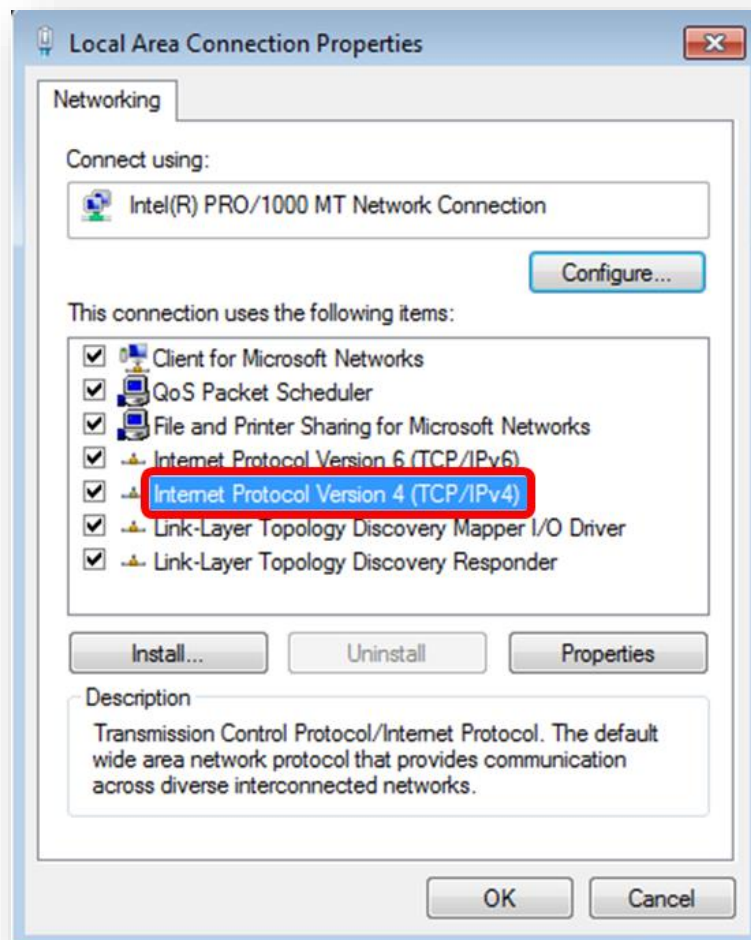 Local Area Connection Properties
Networking
Connect using:
Intel(R) PRO/1000 MT Network Connection
Configure...
This connection uses the following items:
Client for Microsoft Networks
QoS Packet Scheduler
File and Printer Sharing for Microsoft Networks
Internet Protocol Version 6 (TCP/IPv6)
Internet Protocol Version 4 (TCP/IPv4)
Link-Layer Topology Discovery Mapper I/O Driver
Link-Layer Topology Discovery Responder
Install... Uninstall Properties
Description
Transmission Control Protocol/Internet Protocol. The default
wide area network protocol that provides communication
across diverse interconnected networks.
OK Cancel